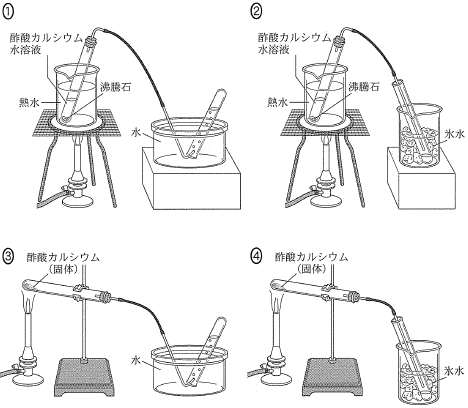 ①
酢酸カルシウム
水溶液
沸騰石
熱水
水
②
酢酸カルシウム
水溶液
沸騰石
熱水
氷水
③
酢酸カルシウム
(固体)
水
④
酢酸カルシウム
(固体)
氷水